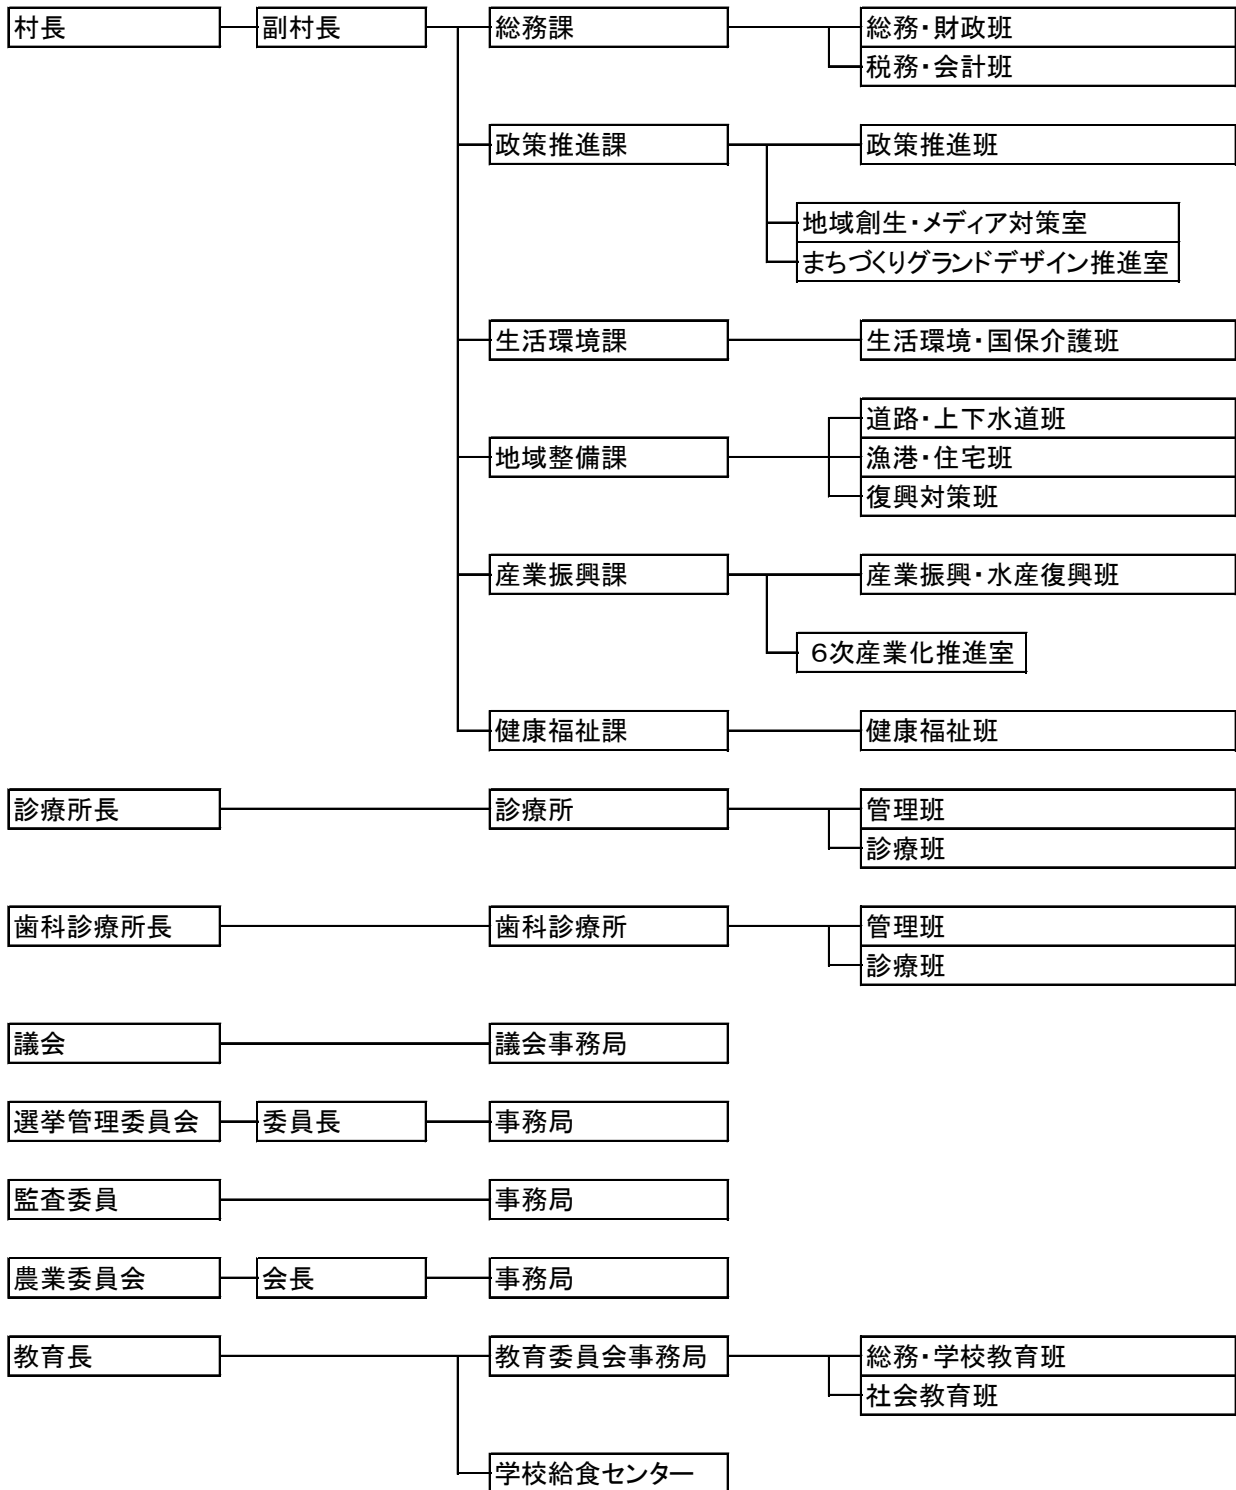 村長
副村長
総務課
総務・財政班
税務・会計班
政策推進課
政策推進班
地域創生・メディア対策室
まちづくりグランドデザイン推進室
生活環境課
生活環境・国保介護班
地域整備課
道路・上下水道班
漁港・住宅班
復興対策班
産業振興課
産業振興・水産復興班
6次産業化推進室
健康福祉課
健康福祉班
診療所長
診療所
管理班
診療班
歯科診療所長
歯科診療所
管理班
診療班
議会
議会事務局
選挙管理委員会
委員長
事務局
監査委員
事務局
農業委員会
会長
事務局
教育長
教育委員会事務局
総務・学校教育班
社会教育班
学校給食センター